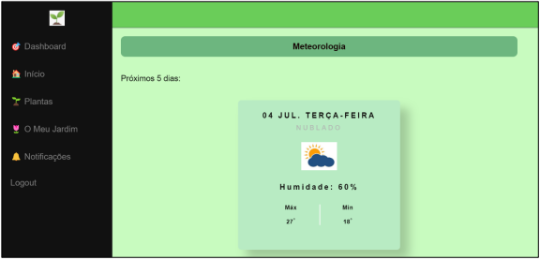 Dashboard
Início
Plantas
O Meu Jardim
Notificações
Logout
Meteorologia
Próximos 5 dias:
04 JUL. TERÇA-FEIRA
NUBLADO
Humidade: 60%
Máx Min
27° 18°